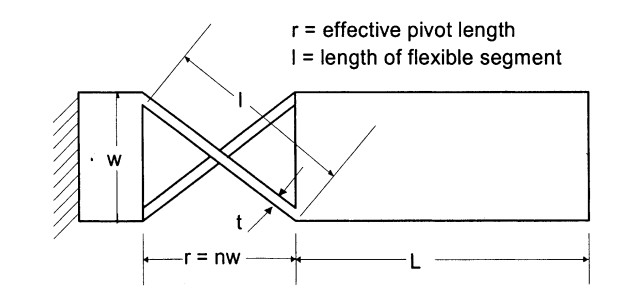 r = effective pivot length
l = length of flexible segment
l
w
t
r = nw
L